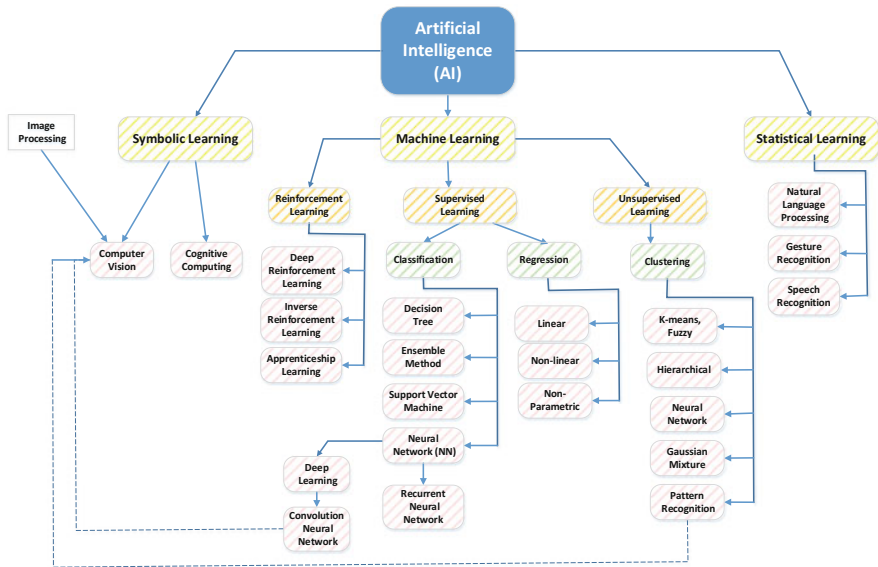 Artificial
Intelligence
(AI)
Image
Processing
Symbolic Learning
Machine Learning
Statistical Learning
Reinforcement
Learning
Supervised
Learning
Unsupervised
Learning
Natural
Language
Processing
Computer
Vision
Cognitive
Computing
Deep
Reinforcement
Learning
Classification
Regression
Clustering
Gesture
Recognition
Speech
Recognition
Inverse
Reinforcement
Learning
Decision
Tree
Linear
K-means,
Fuzzy
Apprenticeship
Learning
Ensemble
Method
Non-linear
Hierarchical
Support Vector
Machine
Non-
Parametric
Neural
Network
Neural
Network (NN)
Gaussian
Mixture
Deep
Learning
Recurrent
Neural
Network
Pattern
Recognition
Convolution
Neural
Network